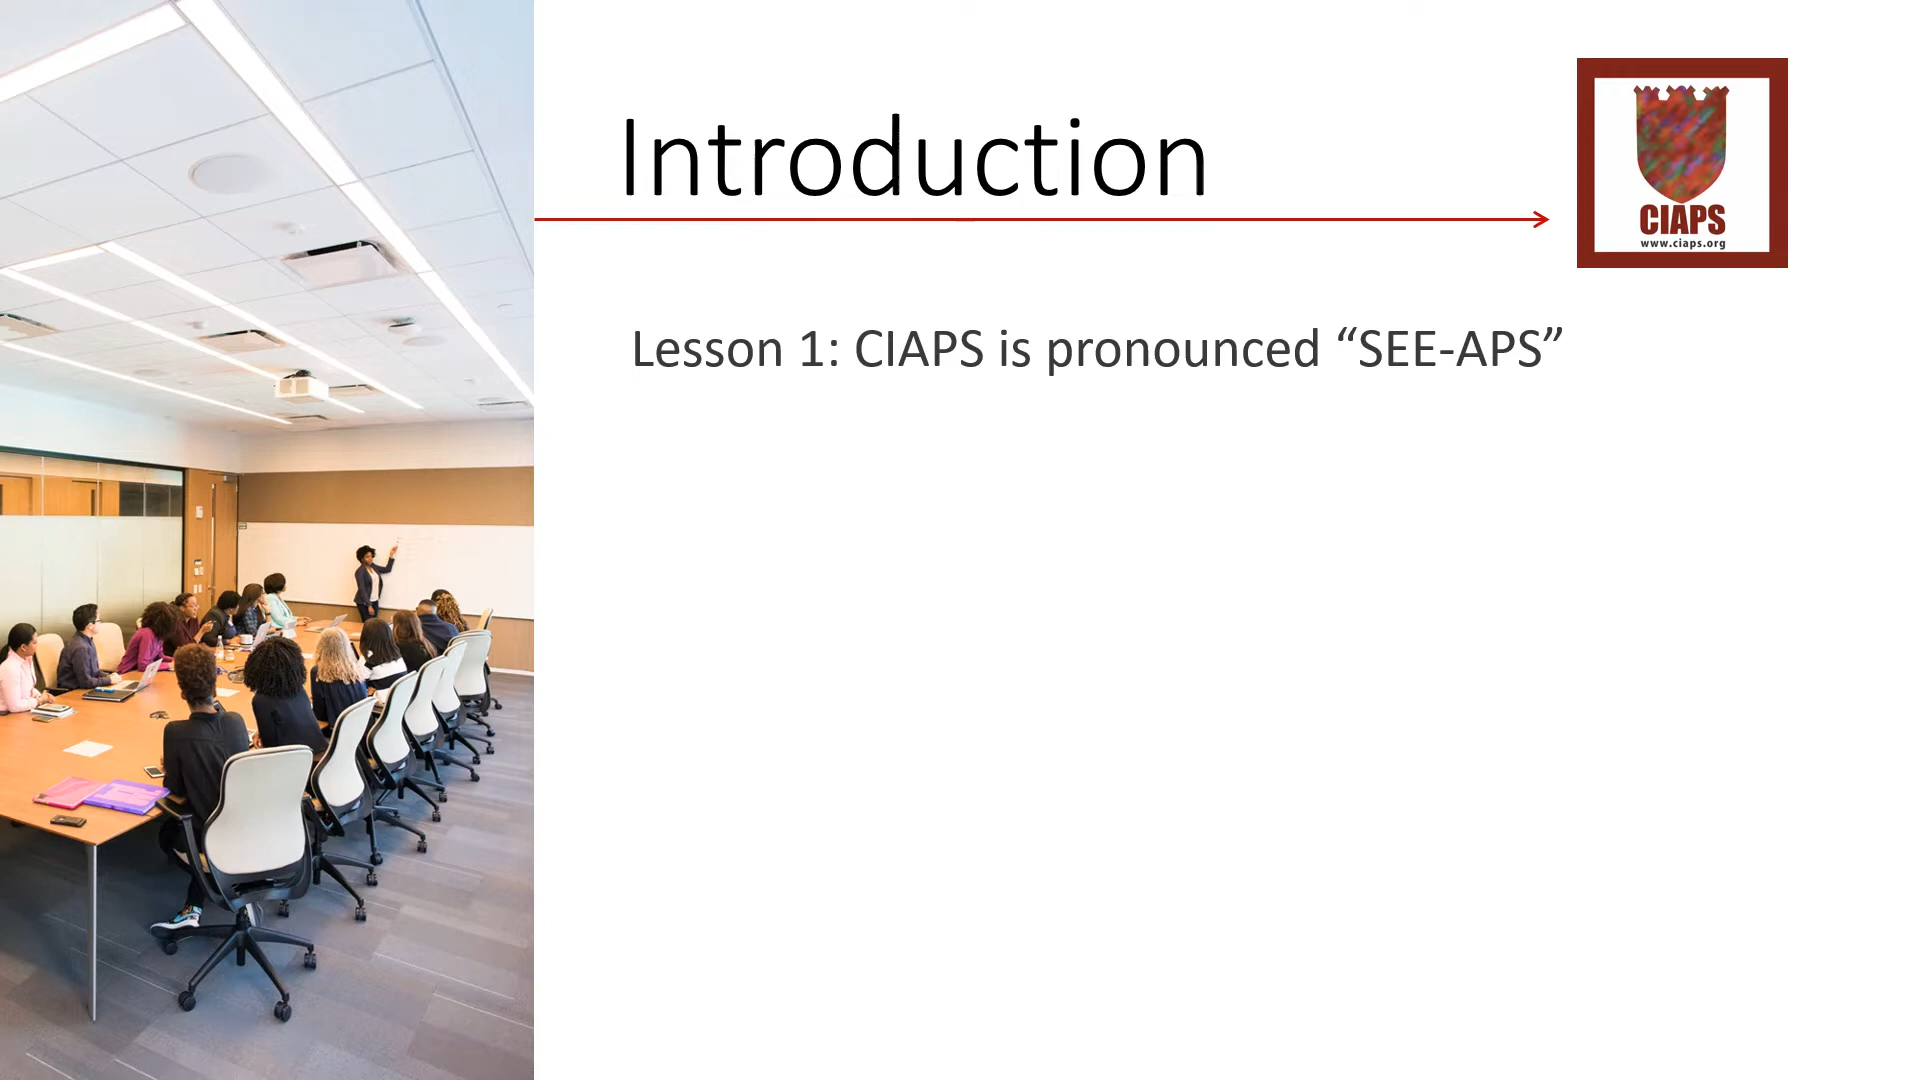 Introduction
CIAPS
www.ciaps.org
Lesson 1: CIAPS is pronounced “SEE-APS”